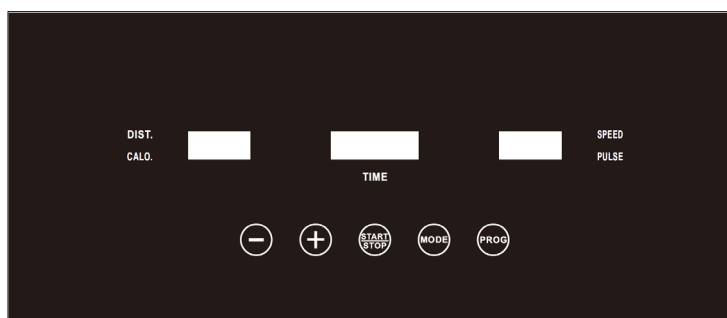 DIST.
SPEED
CALO.
PULSE
TIME
START
STOP
MODE
PROG